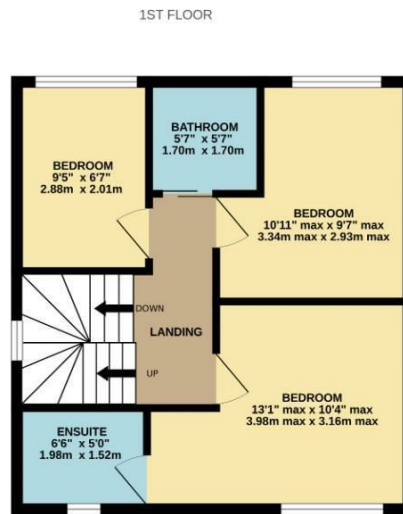 1ST FLOOR
BATHROOM
5'7" x 5'7"
1.70m x 1.70m
BEDROOM
9'5" x 6'7"
2.88m x 2.01m
BEDROOM
10'11" max x 9'7" max
3.34m max x 2.93m max
DOWN
LANDING
UP
BEDROOM
13'1" max x 10'4" max
3.98m max x 3.16m max
ENSUITE
6'6" x 5'0"
1.98m x 1.52m